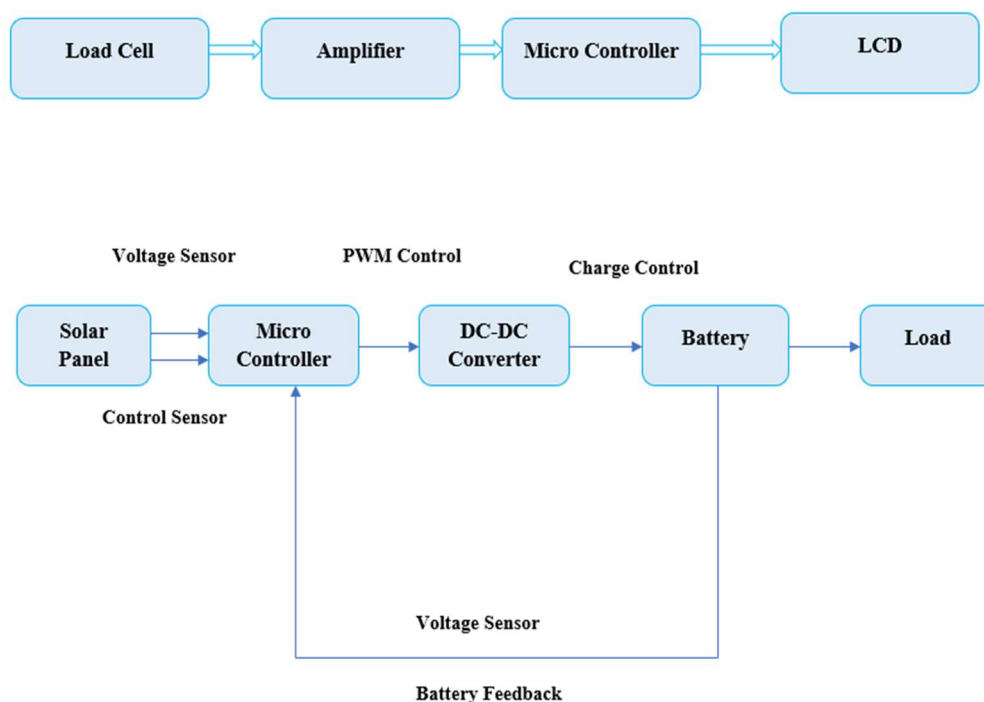 Load Cell
Amplifier
Micro Controller
LCD
Voltage Sensor
PWM Control
Charge Control
Solar
Panel
Micro
Controller
DC-DC
Converter
Battery
Load
Control Sensor
Voltage Sensor
Battery Feedback